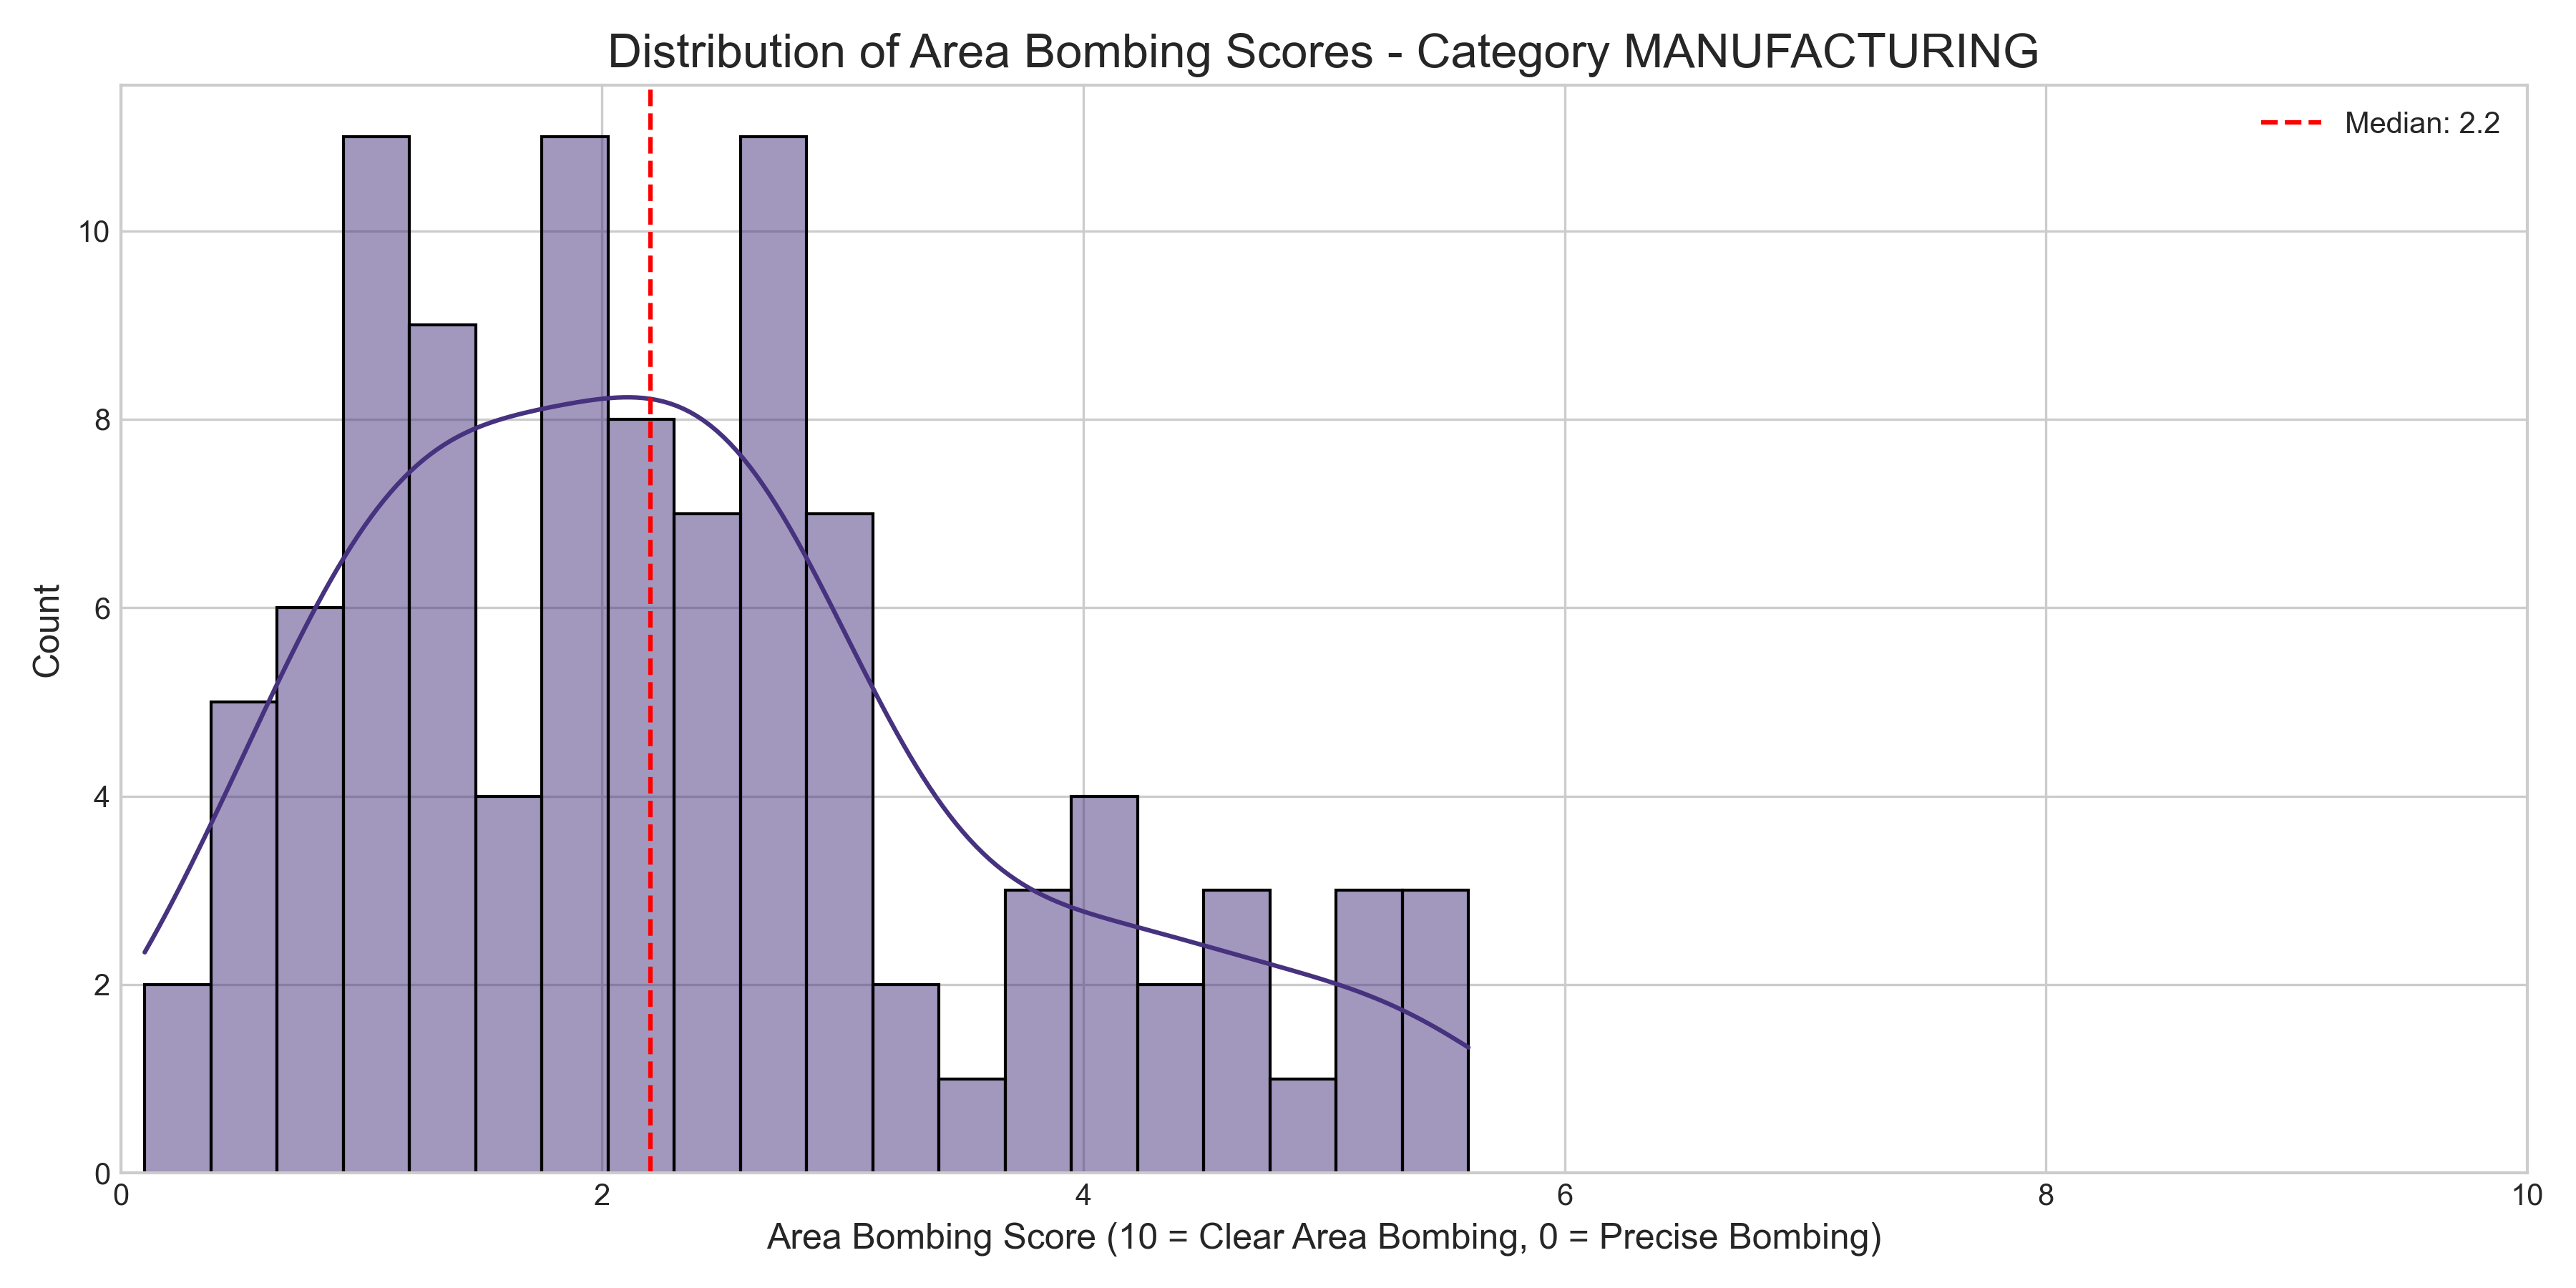 Distribution of Area Bombing Scores - Category MANUFACTURING
Median: 2.2
Count
10
8
6
4
2
0
0 2 4 6 8 10
Area Bombing Score (10 = Clear Area Bombing, 0 = Precise Bombing)